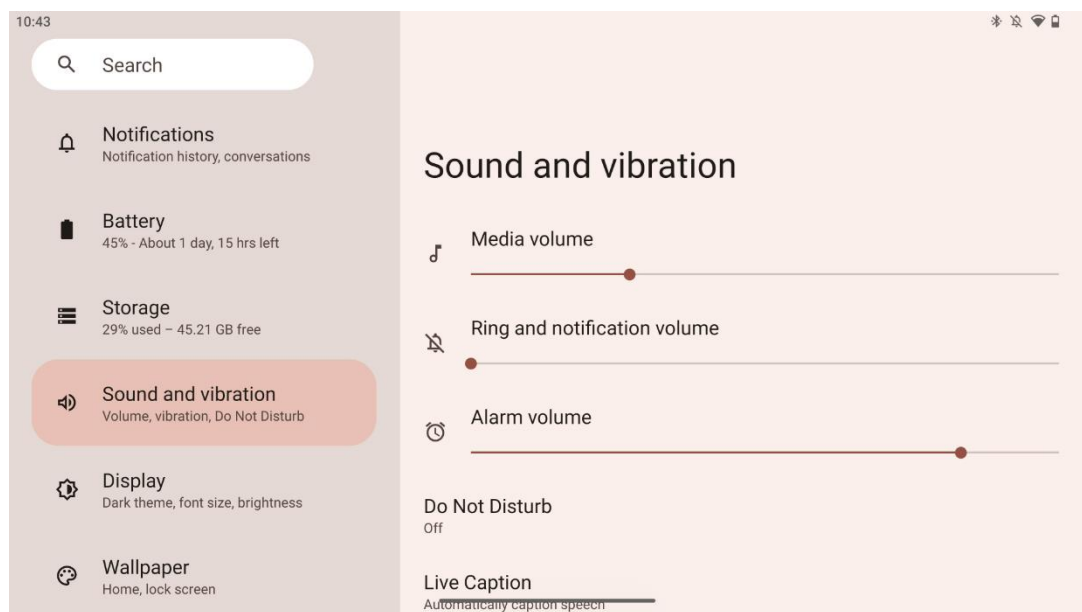 10:43
Search
Notifications
Notification history, conversations
Battery
45% - About 1 day, 15 hrs left
Storage
29% used – 45.21 GB free
Sound and vibration
Volume, vibration, Do Not Disturb
Display
Dark theme, font size, brightness
Wallpaper
Home, lock screen
Sound and vibration
Media volume
Ring and notification volume
Alarm volume
Do Not Disturb
Off
Live Caption
Automatically caption speech